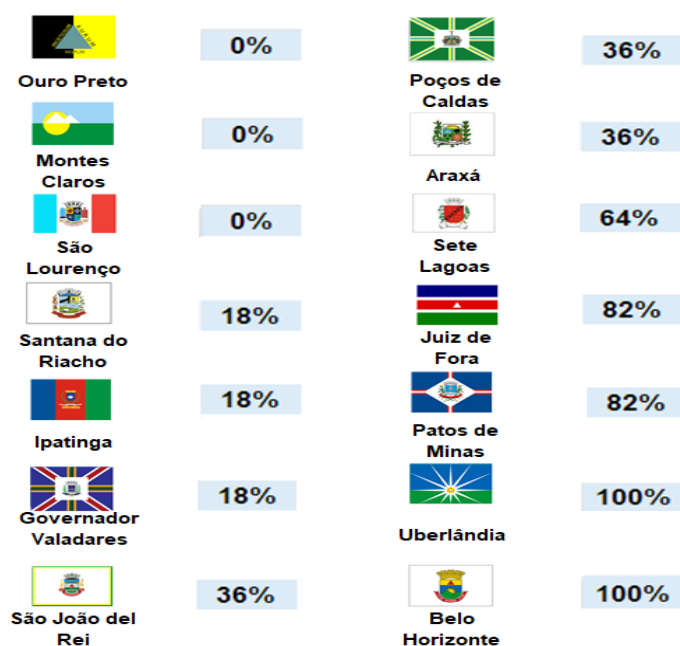 0%
Ouro Preto
0%
Montes
Claros
0%
São
Lourenço
18%
Santana do
Riacho
18%
Ipatinga
18%
Governador
Valadares
36%
São João del
Rei
36%
Poços de
Caldas
36%
Araxá
64%
Sete
Lagoas
82%
Juiz de
Fora
82%
Patos de
Minas
100%
Uberlândia
100%
Belo
Horizonte